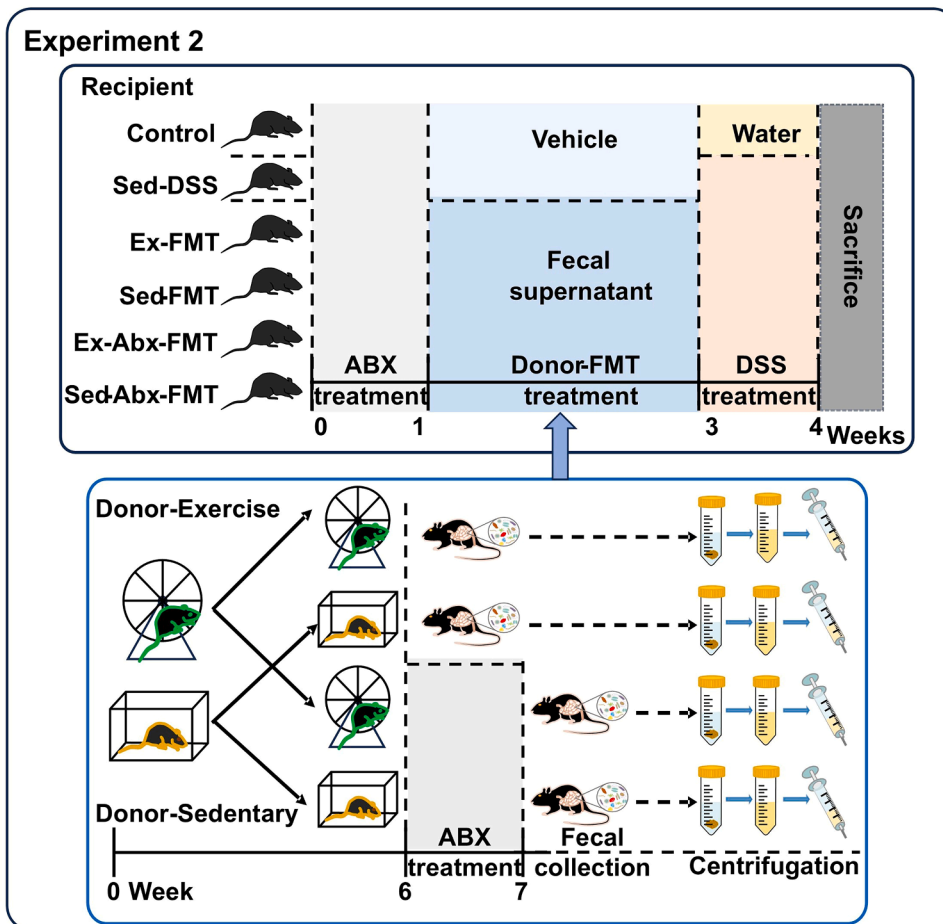 Experiment 2
Recipient
Control
Sed-DSS
Ex-FMT
Sed-FMT
Ex-Abx-FMT
Sed-Abx-FMT
Vehicle
Water
Fecal
supernatant
Sacrifice
ABX
treatment
Donor-FMT
treatment
DSS
treatment
0
1
3
4
Weeks
Donor-Exercise
Donor-Sedentary
ABX
treatment
Fecal
collection
Centrifugation
0 Week
6
7